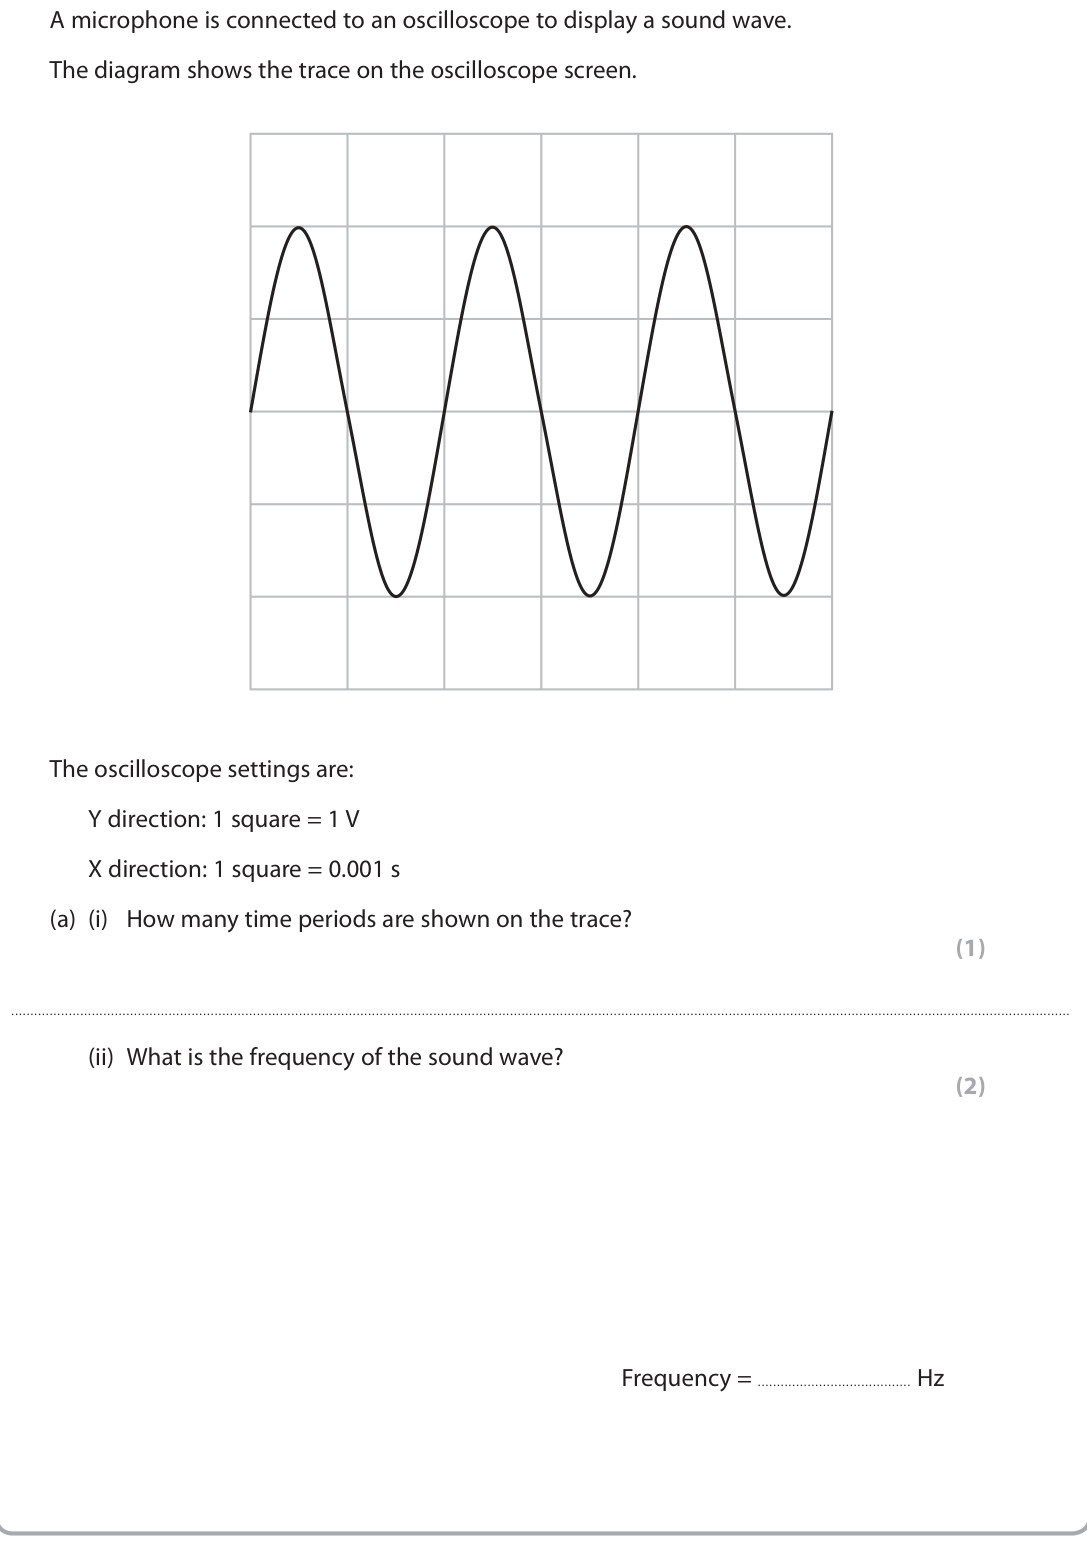 A microphone is connected to an oscilloscope to display a sound wave.
The diagram shows the trace on the oscilloscope screen.
The oscilloscope settings are:
Y direction: 1 square = 1 V
X direction: 1 square = 0.001 s
(a) (i) How many time periods are shown on the trace?
(1)
(ii) What is the frequency of the sound wave?
(2)
Frequency = ........................................ Hz